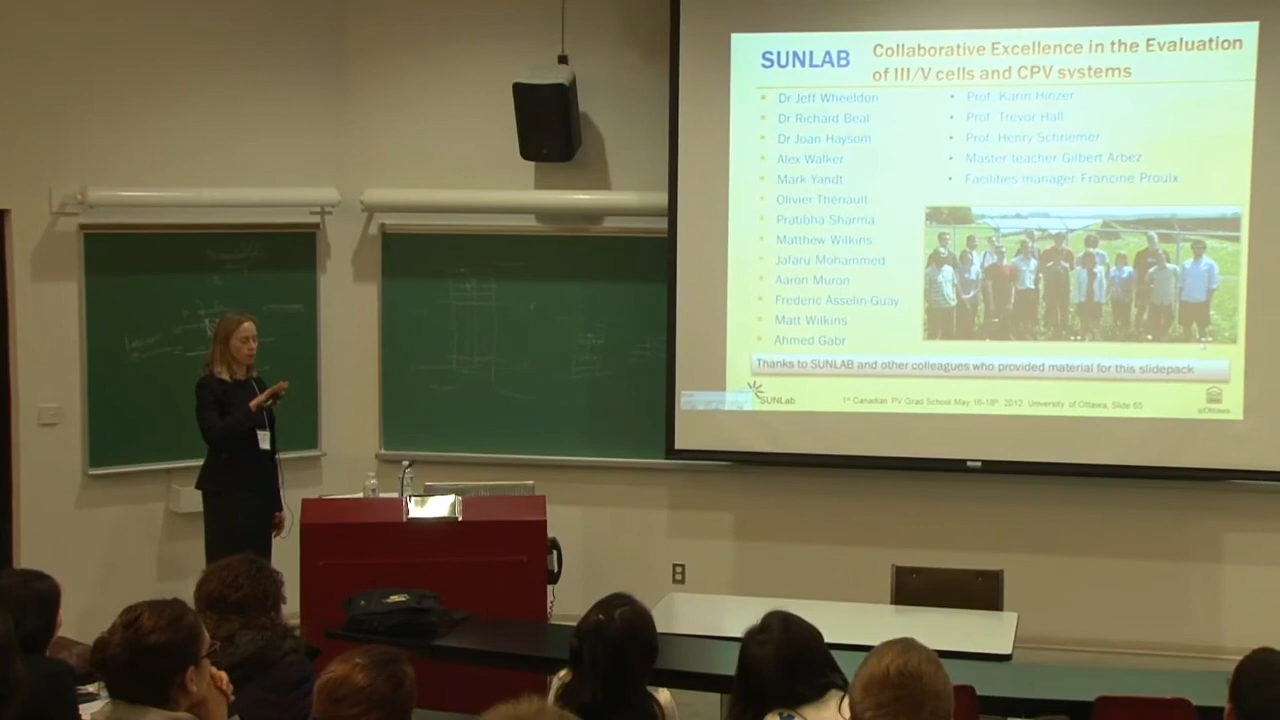 SUNLAB
Collaborative Excellence in the Evaluation
of III/V cells and CPV systems
Dr Jeff Wheeldon
Dr Richard Beal
Dr Joan Haysom
Alex Walker
Mark Yandt
Olivier Theriault
Pratibha Sharma
Matthew Wilkins
Jafaru Mohammed
Aaron Muron
Frederic Asselin-Guay
Matt Wilkins
Ahmed Gabr
Prof. Karin Hinzer
Prof. Trevor Hall
Prof. Henry Schriemer
Master teacher Gilbert Arbez
Facilities manager Francine Proulx
Thanks to SUNLAB and other colleagues who provided material for this slidepack
SUNLab
1st Canadian PV Grad School May 16-18th, 2012. University of Ottawa, Slide 65
uOttawa